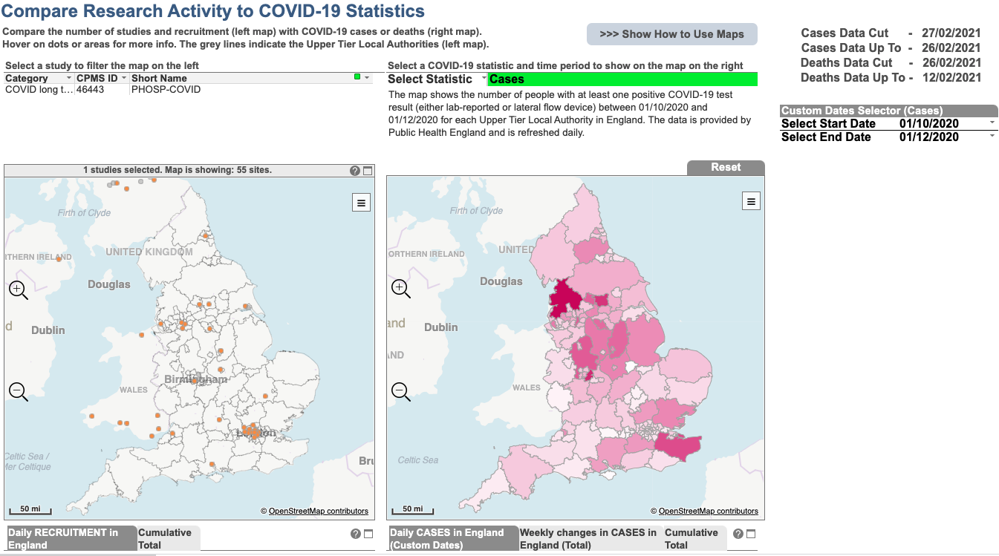 Compare Research Activity to COVID-19 Statistics
Compare the number of studies and recruitment (left map) with COVID-19 cases or deaths (right map).
Hover on dots or areas for more info. The grey lines indicate the Upper Tier Local Authorities (left map).
>>> Show How to Use Maps
Cases Data Cut - 27/02/2021
Cases Data Up To - 26/02/2021
Deaths Data Cut - 26/02/2021
Deaths Data Up To - 12/02/2021
Select a study to filter the map on the left
Category CPMS ID Short Name
COVID long t... 46443 PHOSP-COVID
Select a COVID-19 statistic and time period to show on the map on the right
Select Statistic Cases
The map shows the number of people with at least one positive COVID-19 test
result (either lab-reported or lateral flow device) between 01/10/2020 and
01/12/2020 for each Upper Tier Local Authority in England. The data is provided by
Public Health England and is refreshed daily.
Custom Dates Selector (Cases)
Select Start Date 01/10/2020
Select End Date 01/12/2020
1 studies selected. Map is showing: 55 sites.
?
Firth of Clyde
UNITED KINGDOM
THERN IRELAND
Douglas
d
Dublin
Birmingham
WALES
London
Celtic Sea /
Mer Celtique
Bru
50 mi
© OpenStreetMap contributors
Reset
Firth of Clyde
UNITED
ORTHERN IRELAND
Douglas
and
Dublin
AND
WALES
Celtic Sea
50 mi
© OpenStreetMap contributors
Daily RECRUITMENT in
England
Cumulative
Total
?
Daily CASES in England
(Custom Dates)
Weekly changes in CASES in
England (Total)
Cumulative
Total
?